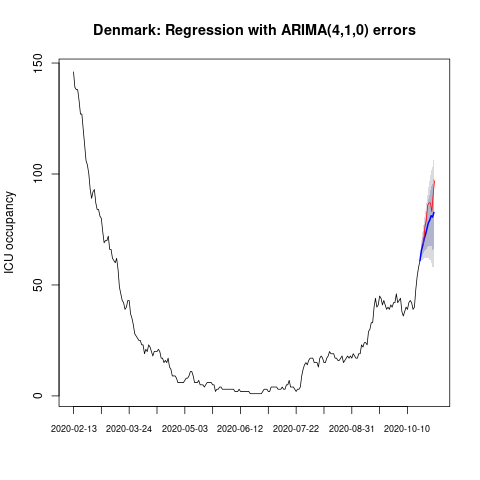 Denmark: Regression with ARIMA(4,1,0) errors
ICU occupancy
150
100
50
0
2020-02-13 2020-03-24 2020-05-03 2020-06-12 2020-07-22 2020-08-31 2020-10-10